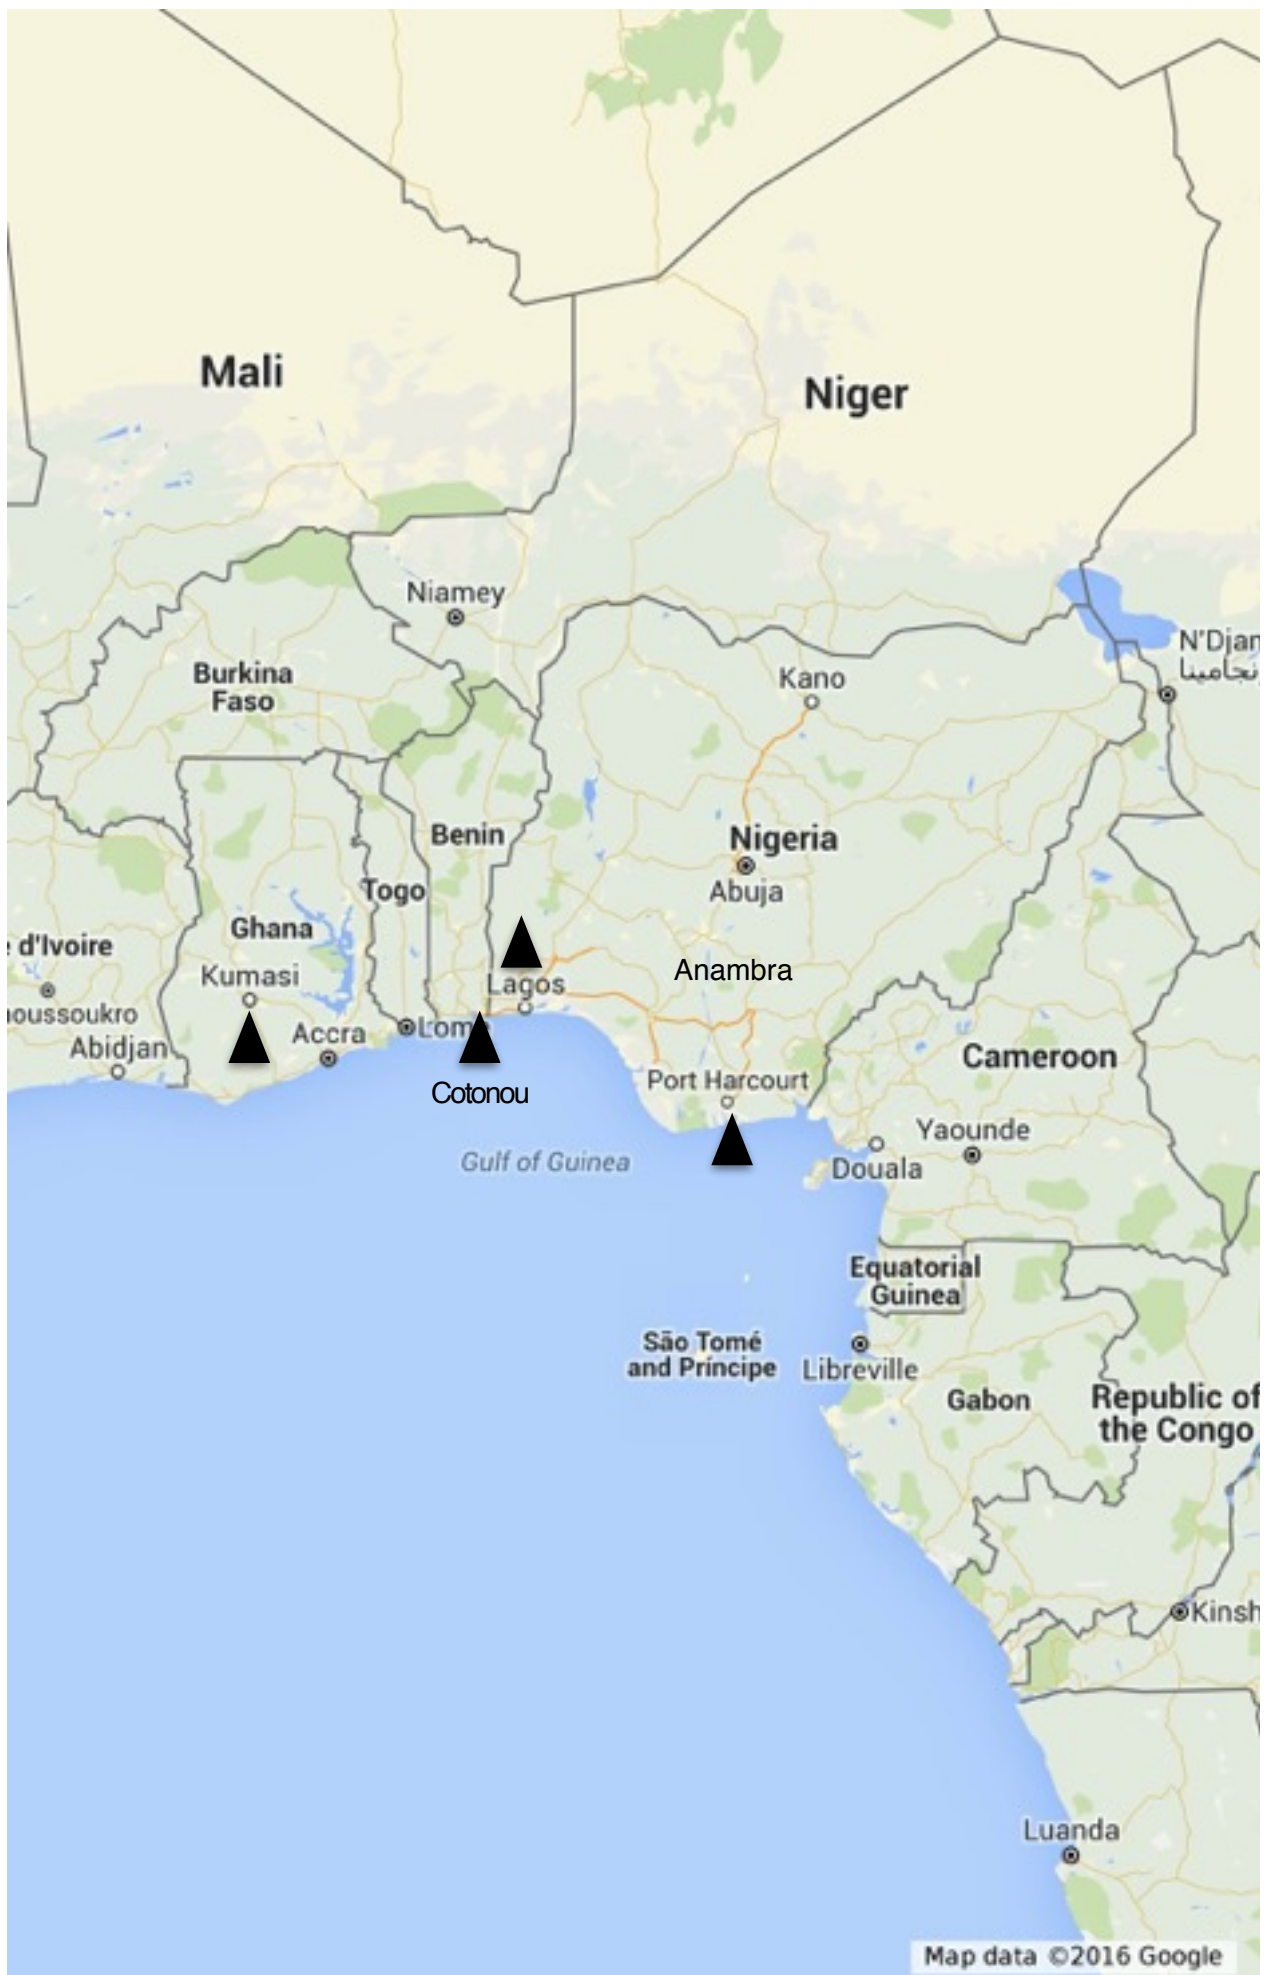 Mali
Niger
Niamey
N'Djam
نجامينا
Burkina
Faso
Kano
Benin
Nigeria
Togo
Abuja
Ghana
e d'Ivoire
Anambra
Kumasi
Lagos
oussoukro
Accra
Lom
Abidjan
Cameroon
Port Harcourt
Cotonou
Yaounde
Gulf of Guinea
Douala
Equatorial
Guinea
São Tomé
and Príncipe
Libreville
Gabon
Republic of
the Congo
Kinsh
Luanda
Map data ©2016 Google